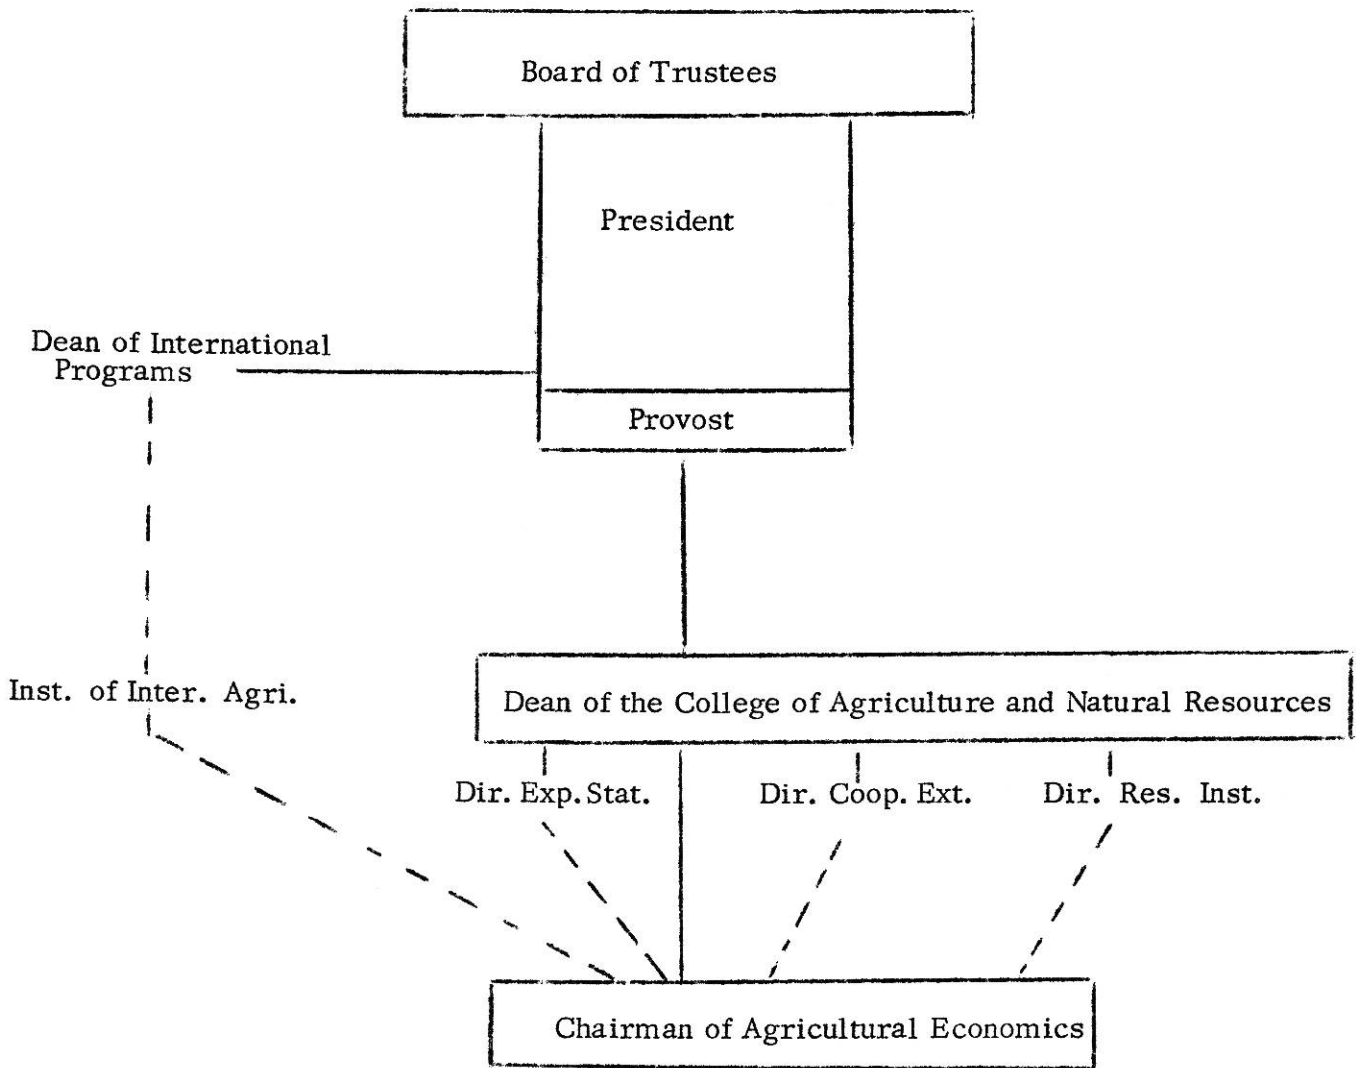 Board of Trustees
President
Dean of International
Programs
Provost
Inst. of Inter. Agri.
Dean of the College of Agriculture and Natural Resources
Dir. Exp. Stat.
Dir. Coop. Ext.
Dir. Res. Inst.
Chairman of Agricultural Economics